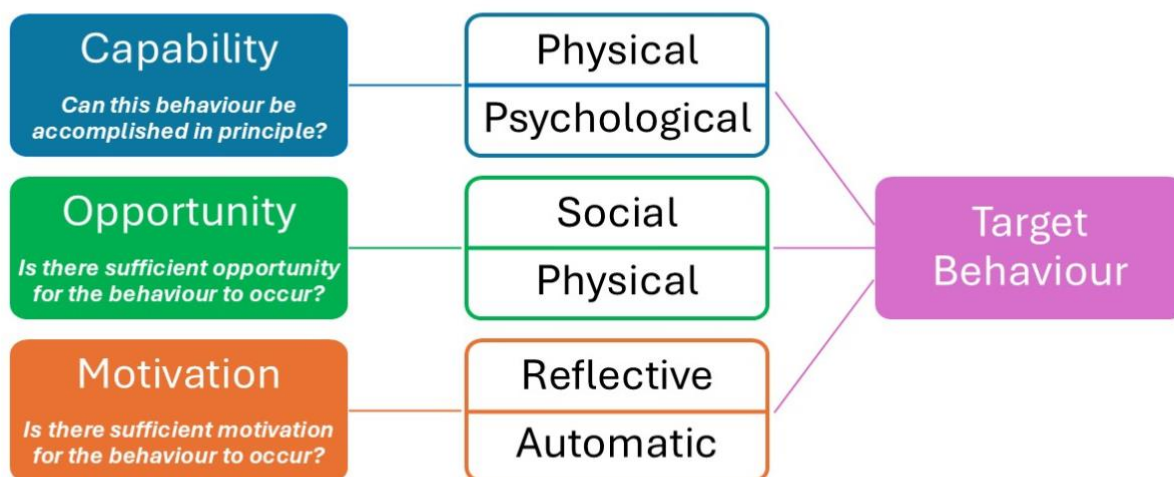 Capability
Can this behaviour be
accomplished in principle?
Physical
Psychological
Opportunity
Is there sufficient opportunity
for the behaviour to occur?
Social
Physical
Motivation
Is there sufficient motivation
for the behaviour to occur?
Reflective
Automatic
Target
Behaviour